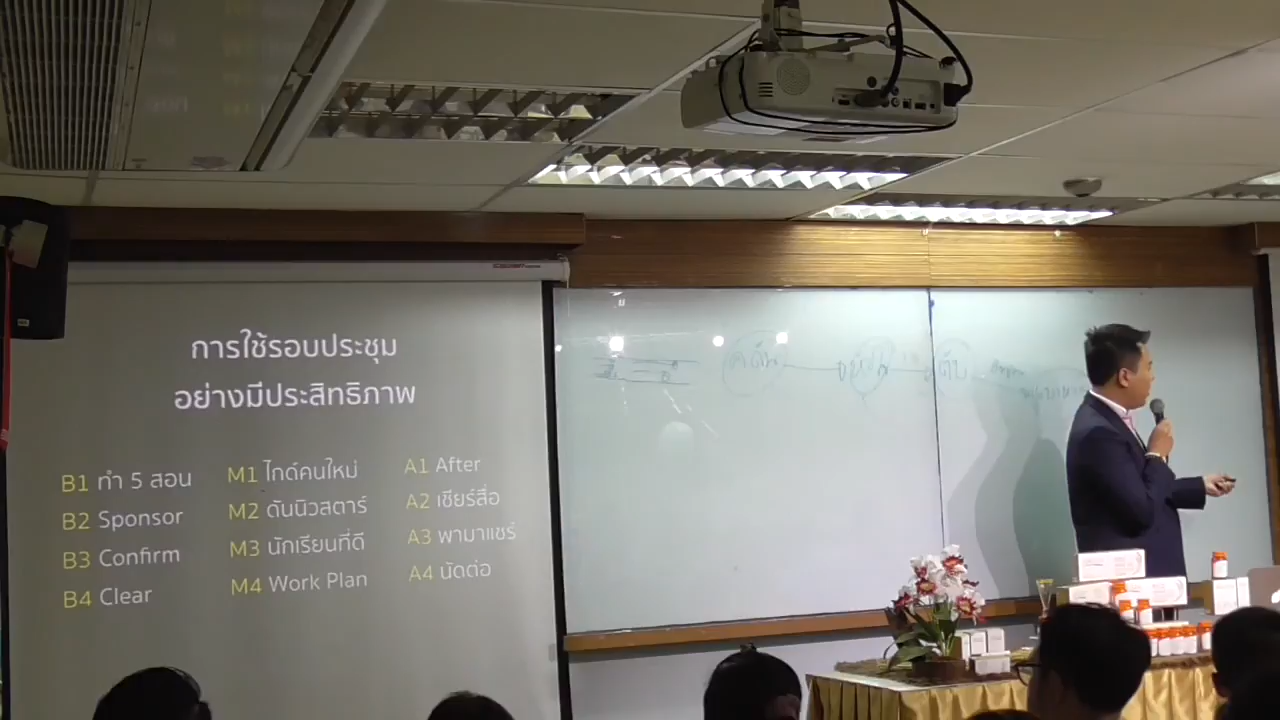 การใช้รอบประชุม
อย่างมีประสิทธิภาพ
B1 ทำ 5 สอน
B2 Sponsor
B3 Confirm
B4 Clear
M1 ไกด์คนใหม่
M2 ดันนิวสตาร์
M3 นักเรียนที่ดี
M4 Work Plan
A1 After
A2 เชียร์สื่อ
A3 พามาแชร์
A4 นัดต่อ